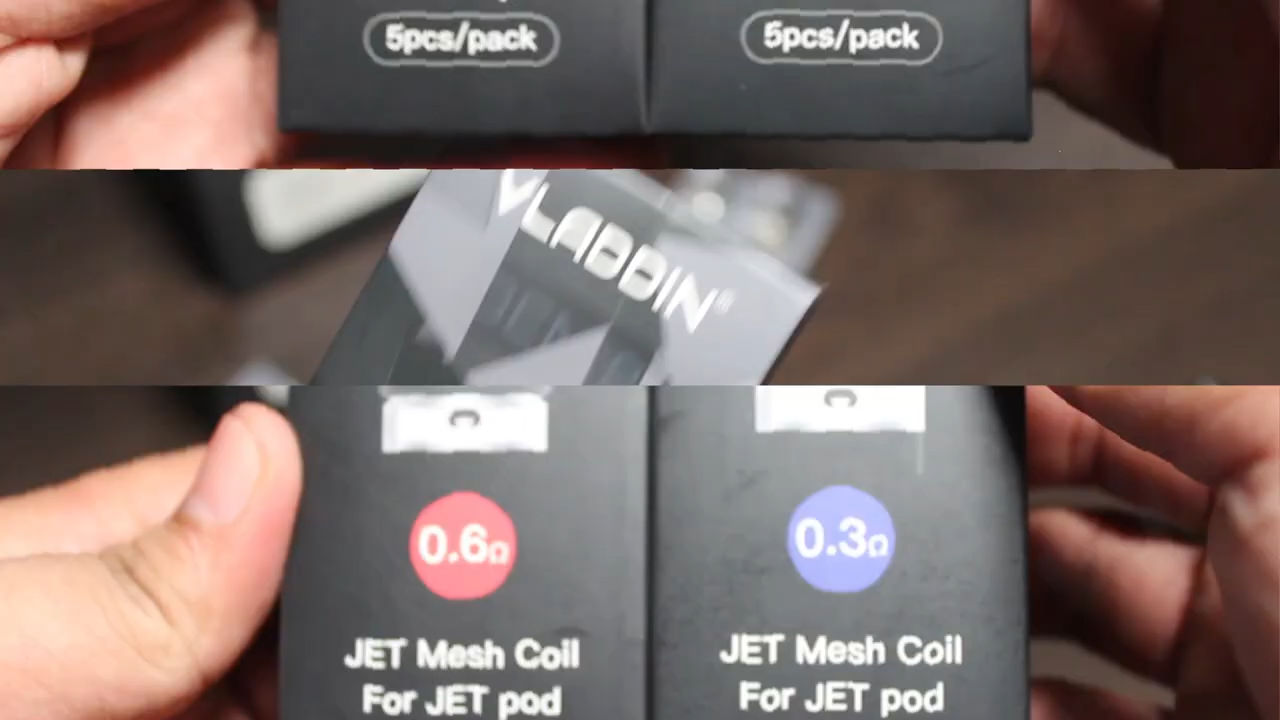 5pcs/pack
5pcs/pack
VLADDIN®
0.6Ω
0.3Ω
JET Mesh Coil
For JET pod
JET Mesh Coil
For JET pod